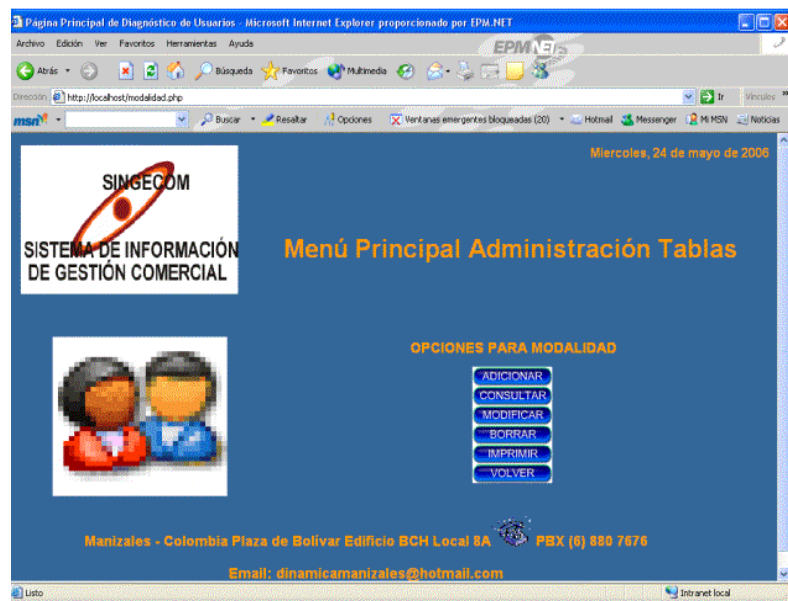 Página Principal de Diagnóstico de Usuarios - Microsoft Internet Explorer proporcionado por EPM.NET
Archivo Edición Ver Favoritos Herramientas Ayuda
EPMNET
Atrás Búsqueda Favoritos Multimedia
Dirección http://localhost/modalidad.php Ir Vínculos »
msn Buscar Resaltar Opciones Ventanas emergentes bloqueadas (20) Hotmail Messenger Mi MSN Noticias
Miercoles, 24 de mayo de 2006
SINGECOM
SISTEMA DE INFORMACIÓN
DE GESTIÓN COMERCIAL
Menú Principal Administración Tablas
OPCIONES PARA MODALIDAD
ADICIONAR
CONSULTAR
MODIFICAR
BORRAR
IMPRIMIR
VOLVER
Manizales - Colombia Plaza de Bolívar Edificio BCH Local 8A PBX (6) 880 7676
Email: dinamicamanizales@hotmail.com
Listo Intranet local